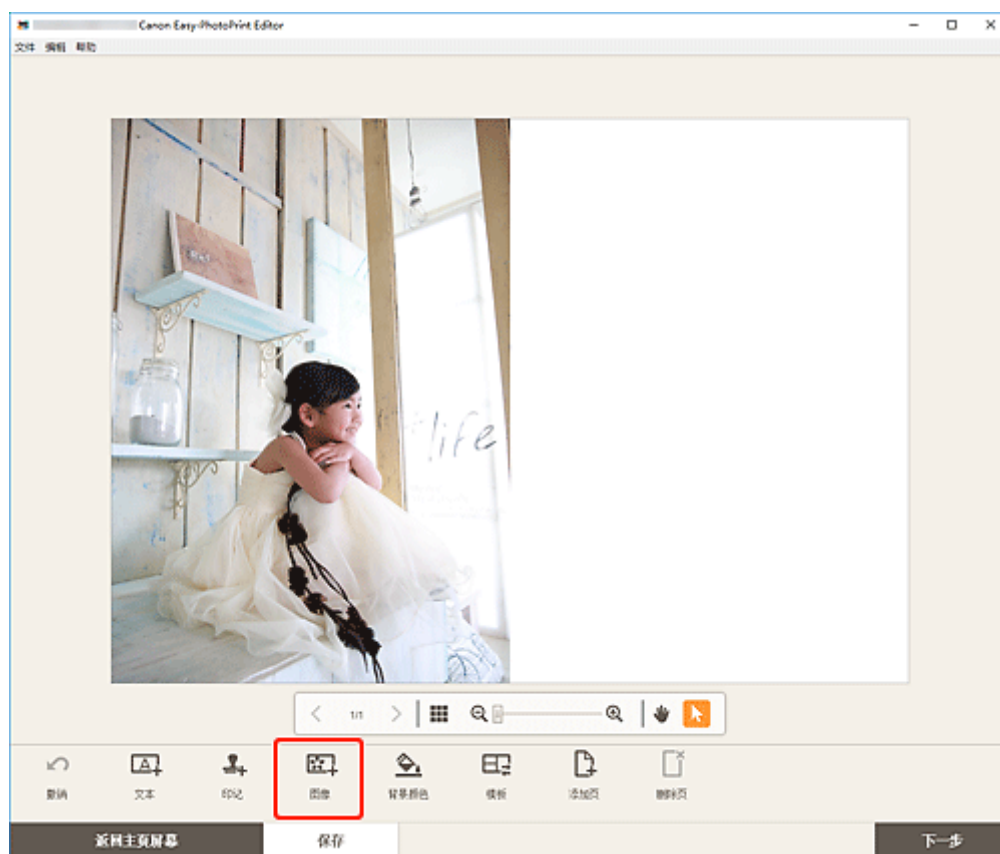 Canon Easy-PhotoPrint Editor
文件 编辑 帮助
life
1/1
撤销 文本 印记 图像 背景颜色 模板 添加页 删除页
返回主页屏幕 保存 下一步